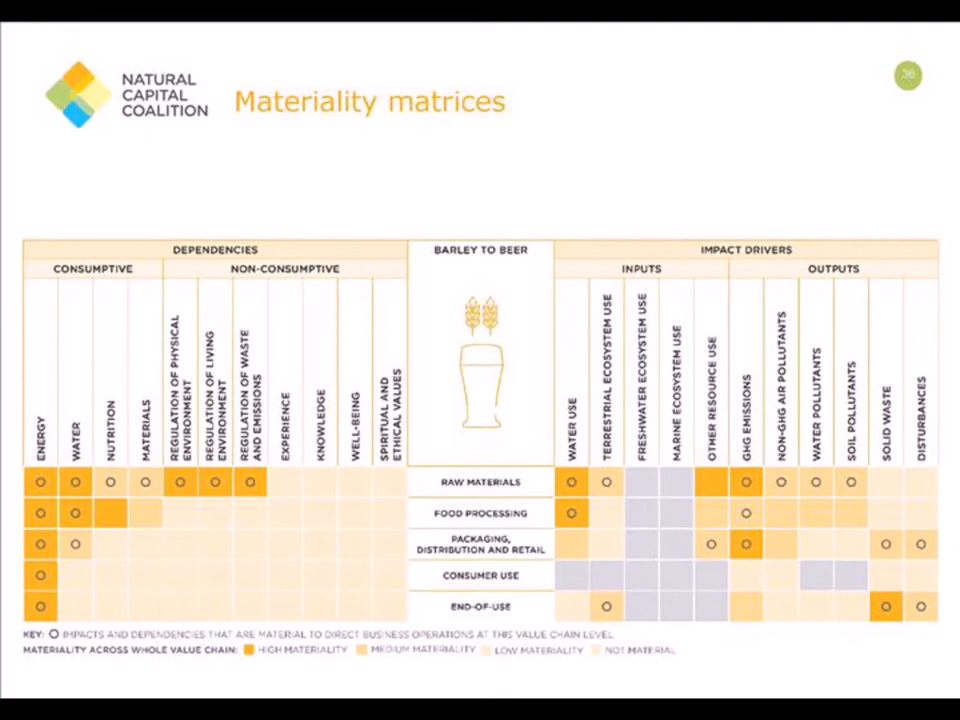 NATURAL
CAPITAL
COALITION
Materiality matrices
36
DEPENDENCIES
BARLEY TO BEER
IMPACT DRIVERS
CONSUMPTIVE
NON-CONSUMPTIVE
INPUTS
OUTPUTS
ENERGY
WATER
NUTRITION
MATERIALS
REGULATION OF PHYSICAL
ENVIRONMENT
REGULATION OF LIVING
ENVIRONMENT
REGULATION OF WASTE
AND EMISSIONS
EXPERIENCE
KNOWLEDGE
WELL-BEING
SPIRITUAL AND
ETHICAL VALUES
WATER USE
TERRESTRIAL ECOSYSTEM USE
FRESHWATER ECOSYSTEM USE
MARINE ECOSYSTEM USE
OTHER RESOURCE USE
GHG EMISSIONS
NON-GHG AIR POLLUTANTS
WATER POLLUTANTS
SOIL POLLUTANTS
SOLID WASTE
DISTURBANCES
RAW MATERIALS
FOOD PROCESSING
PACKAGING,
DISTRIBUTION AND RETAIL
CONSUMER USE
END-OF-USE
KEY: O IMPACTS AND DEPENDENCIES THAT ARE MATERIAL TO DIRECT BUSINESS OPERATIONS AT THIS VALUE CHAIN LEVEL
MATERIALITY ACROSS WHOLE VALUE CHAIN: HIGH MATERIALITY MEDIUM MATERIALITY LOW MATERIALITY NOT MATERIAL